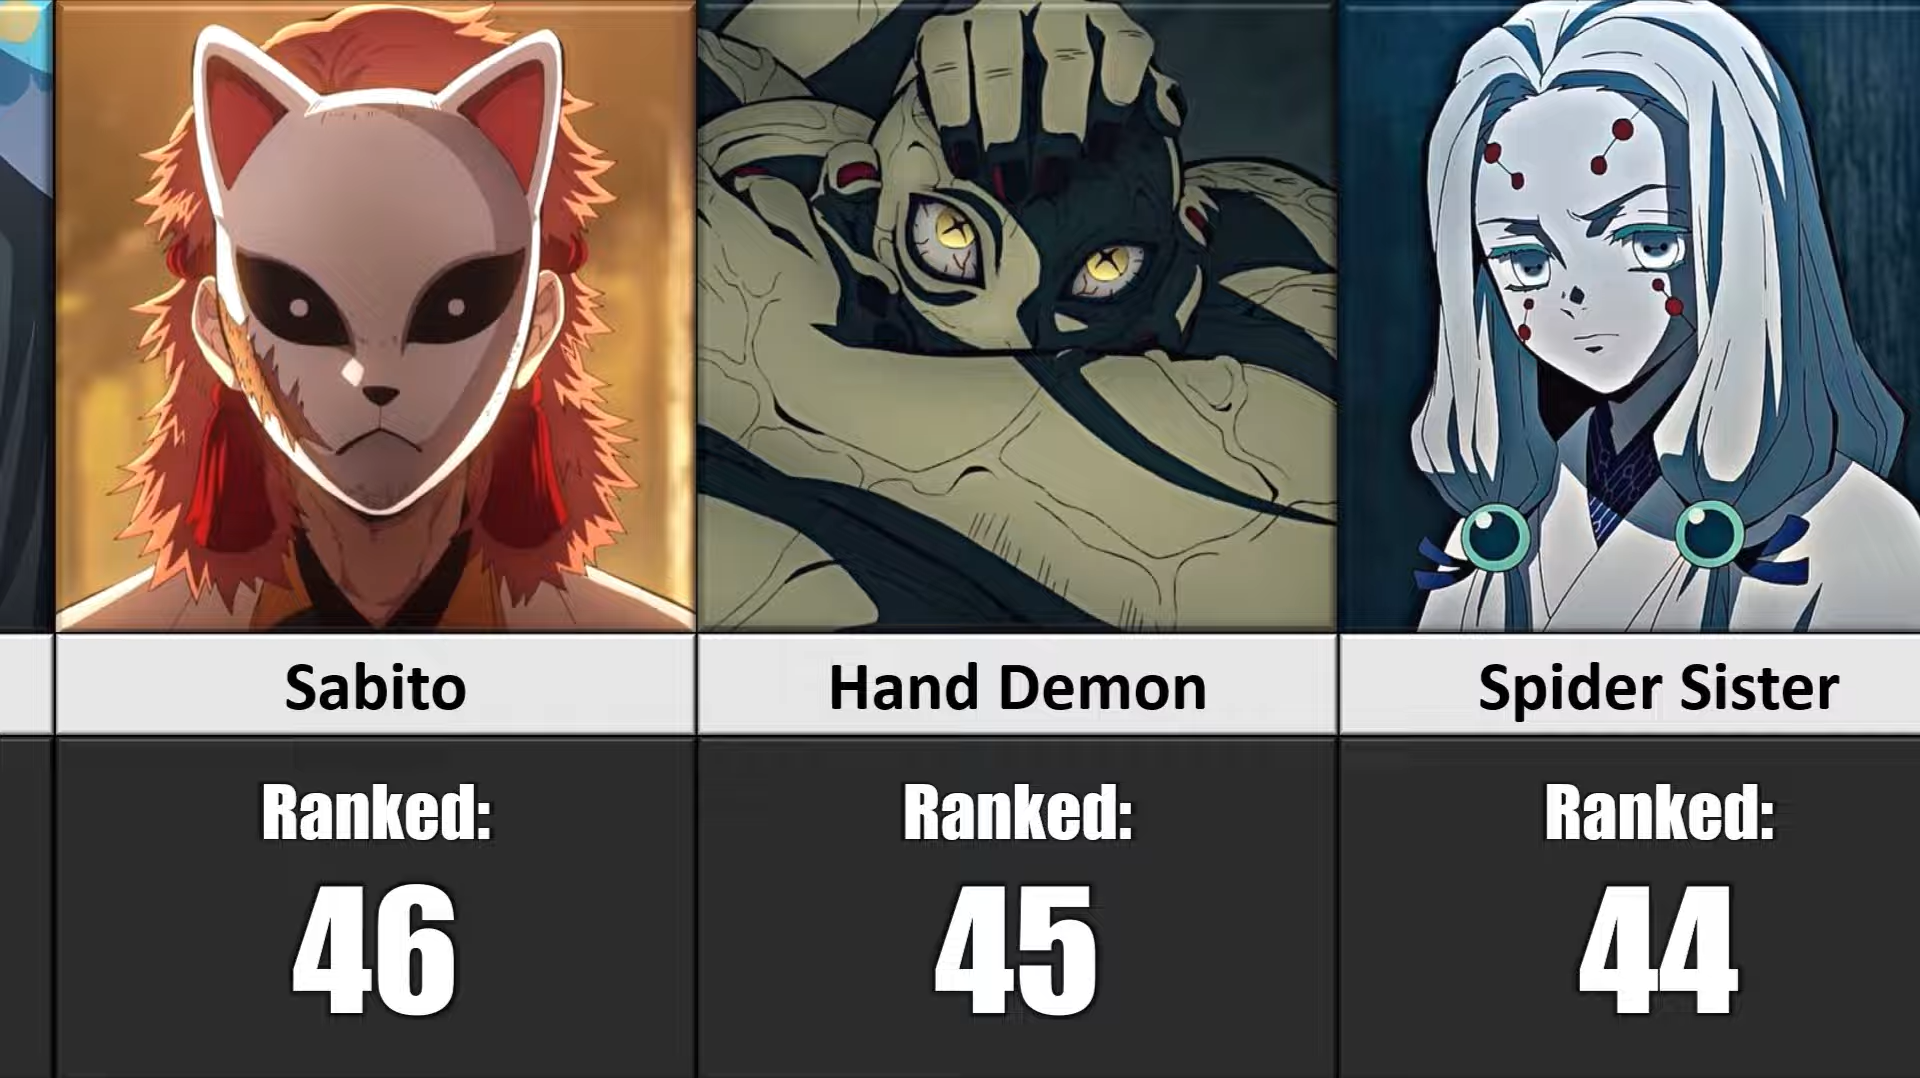 Sabito
Hand Demon
Spider Sister
Ranked:
Ranked:
Ranked:
46
45
44